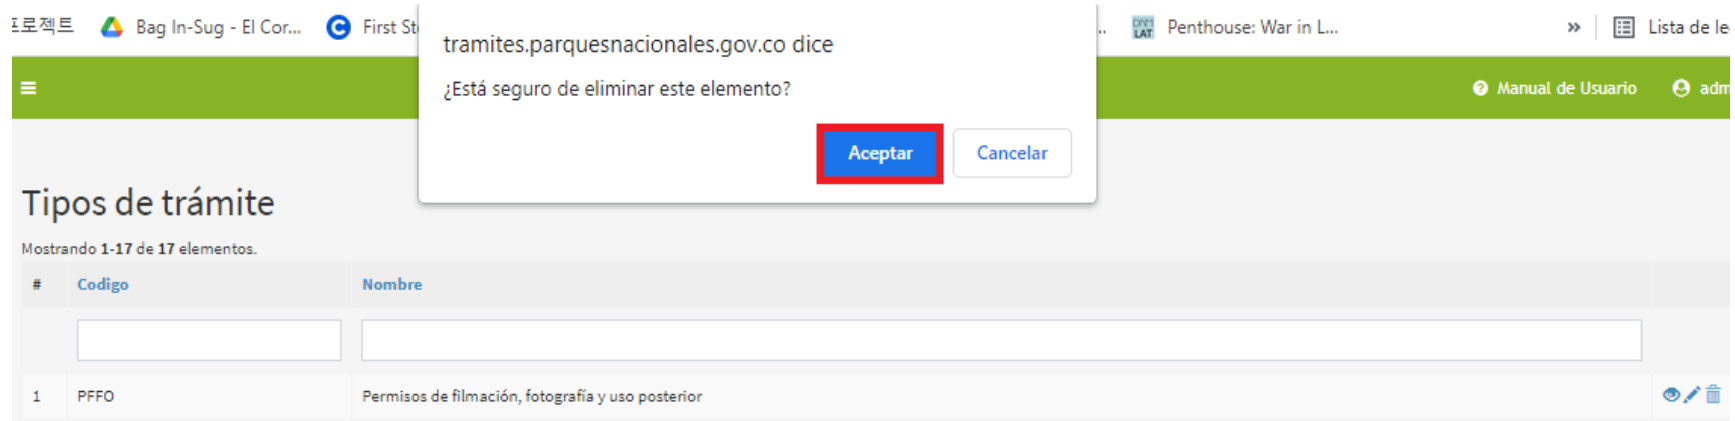 프로젝트 Bag In-Sug - El Cor... First St .. Penthouse: War in L... » Lista de le
tramites.parquesnacionales.gov.co dice
¿Está seguro de eliminar este elemento?
Aceptar Cancelar
Manual de Usuario adm
Tipos de trámite
Mostrando 1-17 de 17 elementos.
# Codigo Nombre
1 PFFO Permisos de filmación, fotografía y uso posterior